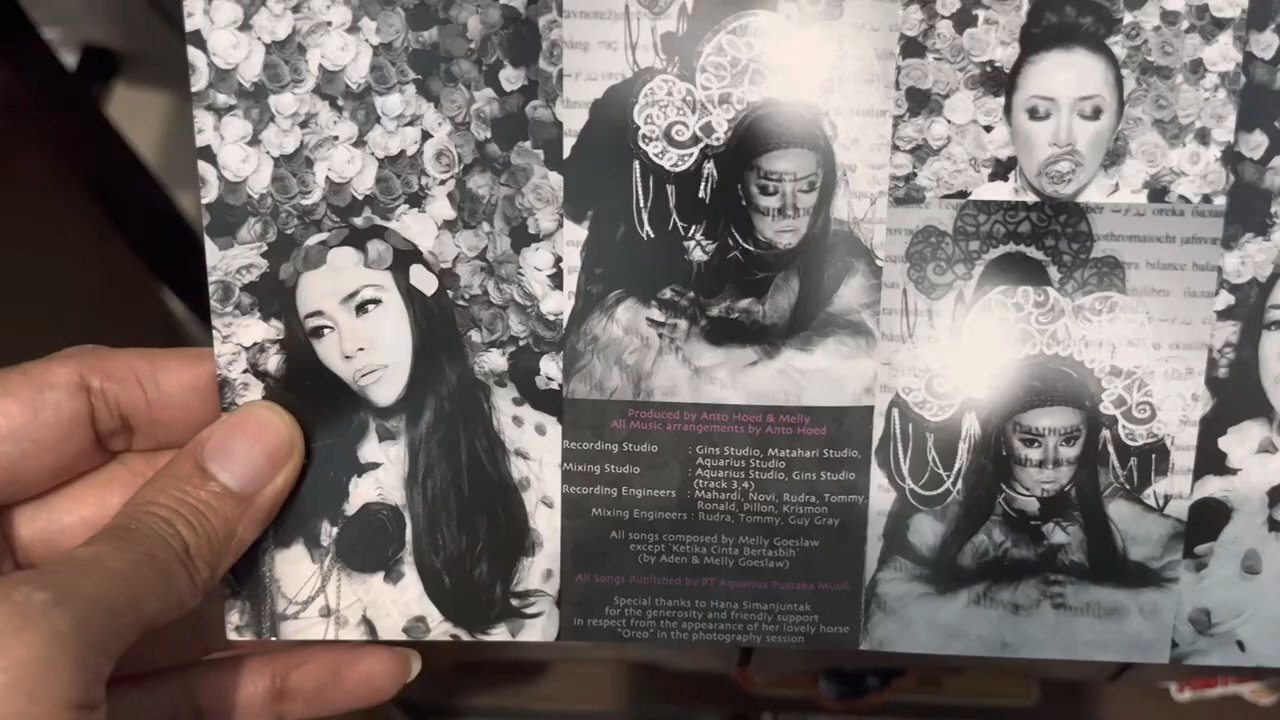 Produced by Anto Hoed & Melly
All Music arrangements by Anto Hoed
Recording Studio : Gins Studio, Matahari Studio,
Aquarius Studio
Mixing Studio : Aquarius Studio, Gins Studio
(track 3,4)
Recording Engineers : Mahardi, Novi, Rudra, Tommy,
Ronald, Pillon, Krismon
Mixing Engineers : Rudra, Tommy, Guy Gray
All songs composed by Melly Goeslaw
except 'Ketika Cinta Bertasbih'
(by Aden & Melly Goeslaw)
All Songs Published by PT Aquarius Pustaka Musik
Special thanks to Hana Simanjuntak
for the generosity and friendly support
in respect from the appearance of her lovely horse
"Oreo" in the photography session
oreka
balance